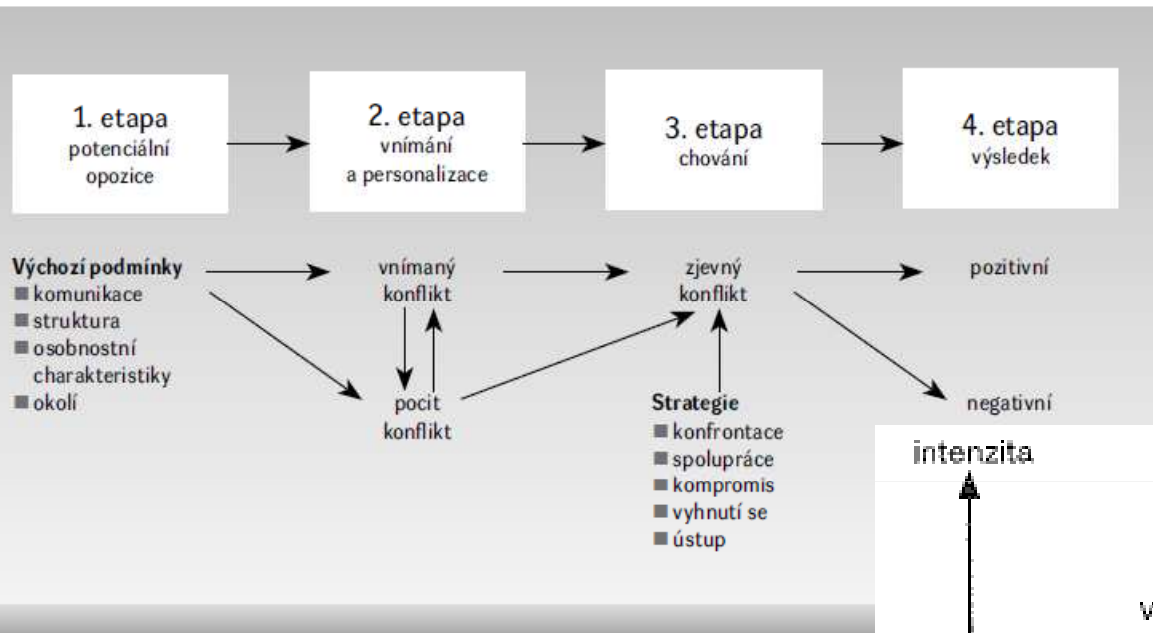 1. etapa
potenciální
opozice
2. etapa
vnímání
a personalizace
3. etapa
chování
4. etapa
výsledek
Výchozí podmínky
komunikace
struktura
osobnostní
charakteristiky
okolí
vnímaný
konflikt
pocit
konflikt
zjevný
konflikt
Strategie
konfrontace
spolupráce
kompromis
vyhnutí se
ústup
pozitivní
negativní
intenzita